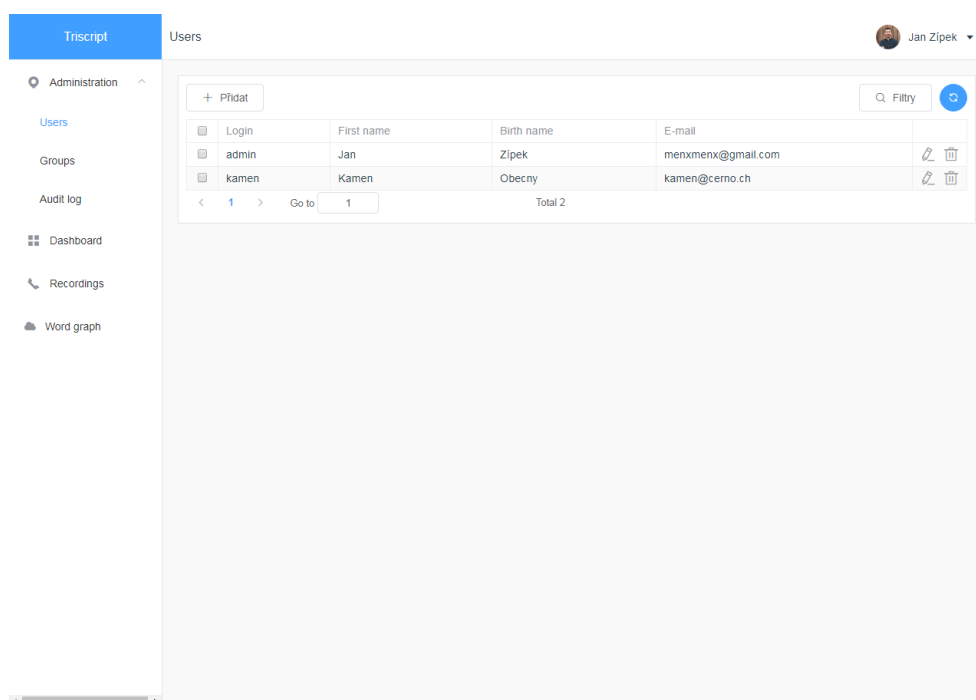 Triscript
Users
Jan Zípek
Administration
Users
Groups
Audit log
Dashboard
Recordings
Word graph
+ Přidat
Filtry
Login First name Birth name E-mail
admin Jan Zípek menxmenx@gmail.com
kamen Kamen Obecny kamen@cerno.ch
< 1 > Go to 1 Total 2